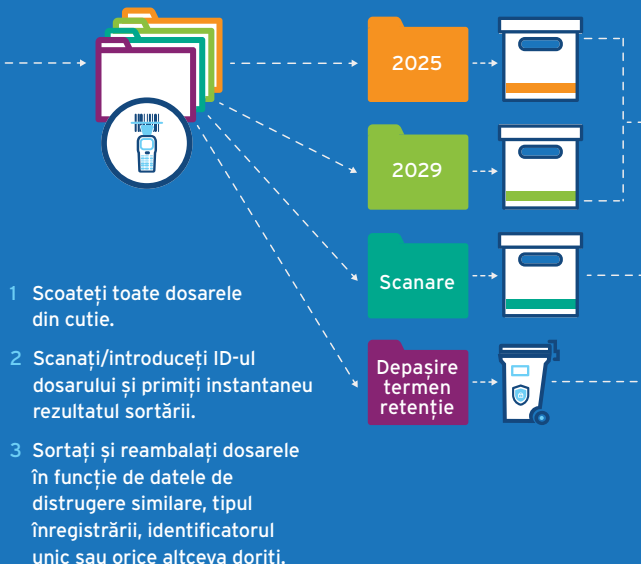 2025
2029
Scanare
Depașire
termen
retenție
1 Scoateți toate dosarele
din cutie.
2 Scanați/introduceți ID-ul
dosarului și primiți instantaneu
rezultatul sortării.
3 Sortați și reambalați dosarele
în funcție de datele de
distrugere similare, tipul
înregistrării, identificatorul
unic sau orice altceva doriți.